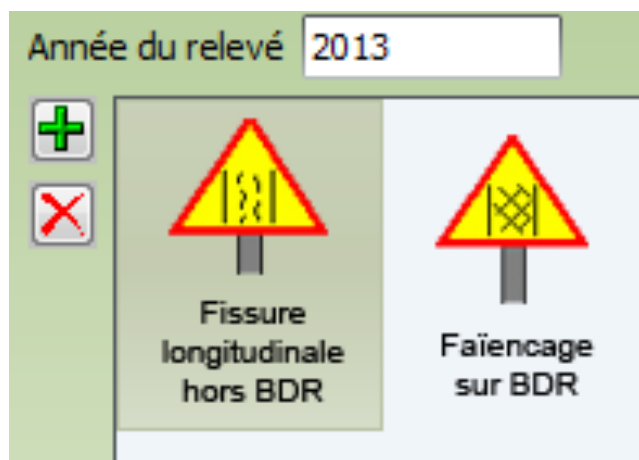 Année du relevé 2013
Fissure
longitudinale
hors BDR
Faïencage
sur BDR